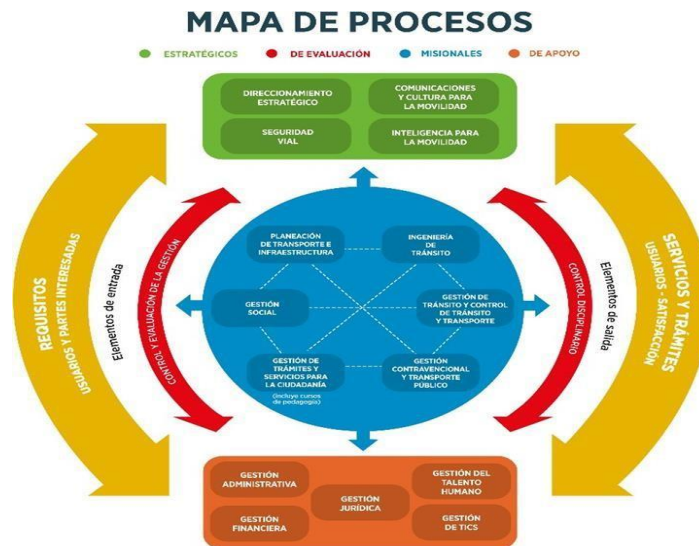 MAPA DE PROCESOS
ESTRATÉGICOS
DE EVALUACIÓN
MISIONALES
DE APOYO
DIRECCIONAMIENTO
ESTRATÉGICO
COMUNICACIONES
Y CULTURA PARA
LA MOVILIDAD
SEGURIDAD
VIAL
INTELIGENCIA PARA
LA MOVILIDAD
REQUISITOS
USUARIOS Y PARTES INTERESADAS
Elementos de entrada
CONTROL Y EVALUACIÓN DE LA GESTIÓN
PLANEACIÓN
DE TRANSPORTE E
INFRAESTRUCTURA
INGENIERÍA
DE
TRÁNSITO
GESTIÓN
SOCIAL
GESTIÓN DE
TRÁNSITO Y CONTROL
DE TRÁNSITO
Y TRANSPORTE
GESTIÓN DE
TRÁMITES Y
SERVICIOS PARA
LA CIUDADANÍA
(Incluye cursos
de pedagogía)
GESTIÓN
CONTRAVENCIONAL
Y TRANSPORTE
PÚBLICO
CONTROL DISCIPLINARIO
Elementos de salida
SERVICIOS Y TRÁMITES
USUARIOS - SATISFACCIÓN
GESTIÓN
ADMINISTRATIVA
GESTIÓN
JURÍDICA
GESTIÓN DEL
TALENTO
HUMANO
GESTIÓN
FINANCIERA
GESTIÓN
DE TICS